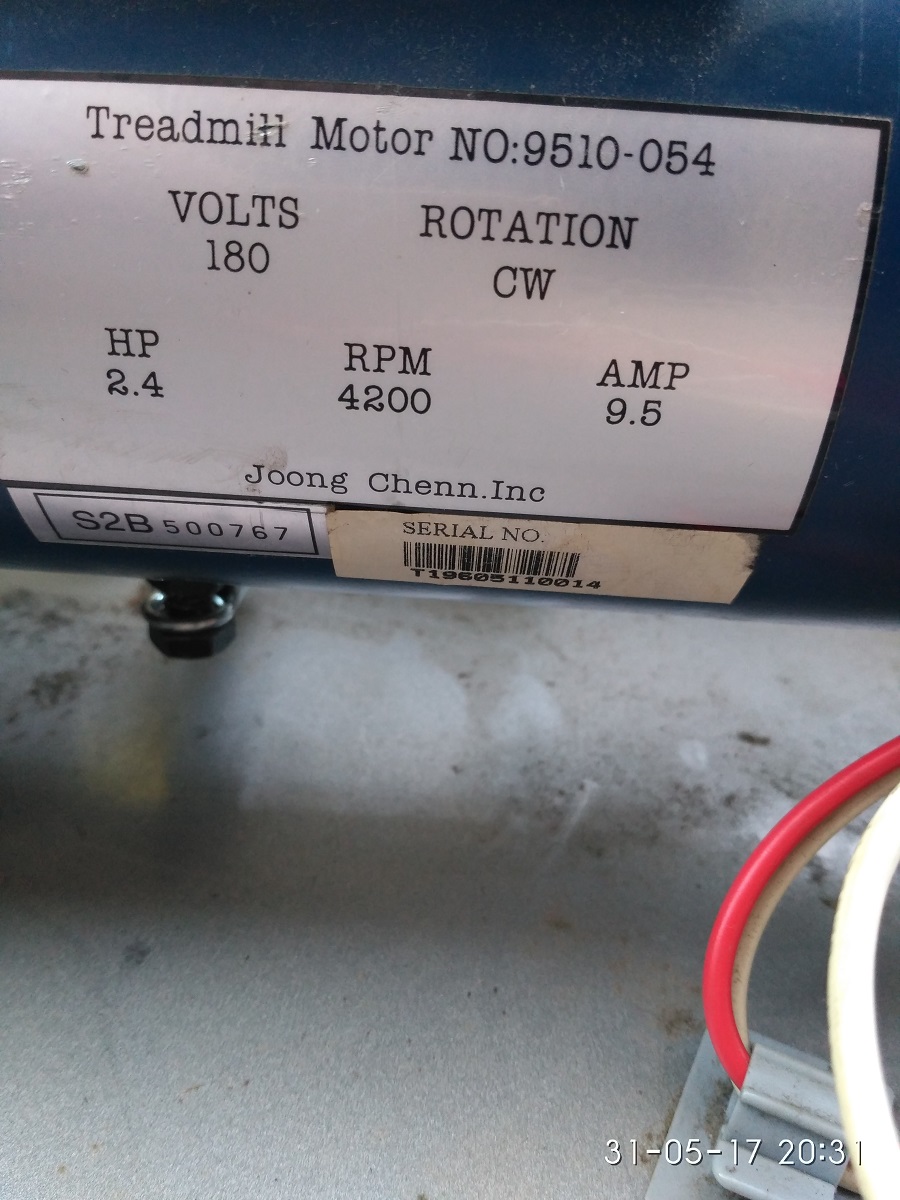 Treadmill Motor NO:9510-054
VOLTS ROTATION
180 CW
HP RPM AMP
2.4 4200 9.5
Joong Chenn.Inc
S2B 500767
SERIAL NO.
T19605110014
31-05-17 20:31